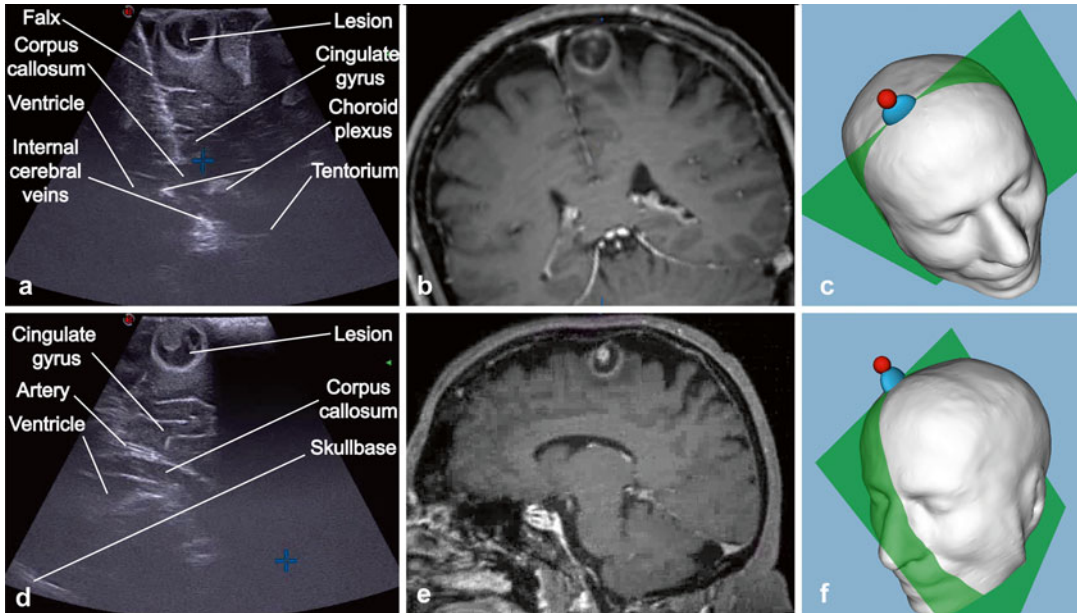 Falx
Lesion
Corpus
callosum
Cingulate
gyrus
Ventricle
Choroid
plexus
Internal
cerebral
veins
Tentorium
a
b
c
Cingulate
gyrus
Lesion
Artery
Corpus
callosum
Ventricle
Skullbase
d
e
f